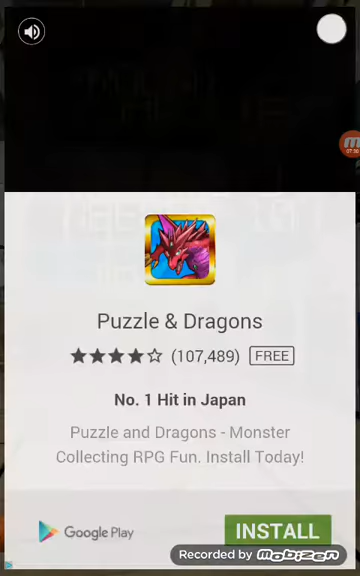 Puzzle & Dragons
(107,489) FREE
No. 1 Hit in Japan
Puzzle and Dragons - Monster
Collecting RPG Fun. Install Today!
Google Play
INSTALL
Recorded by mobizen